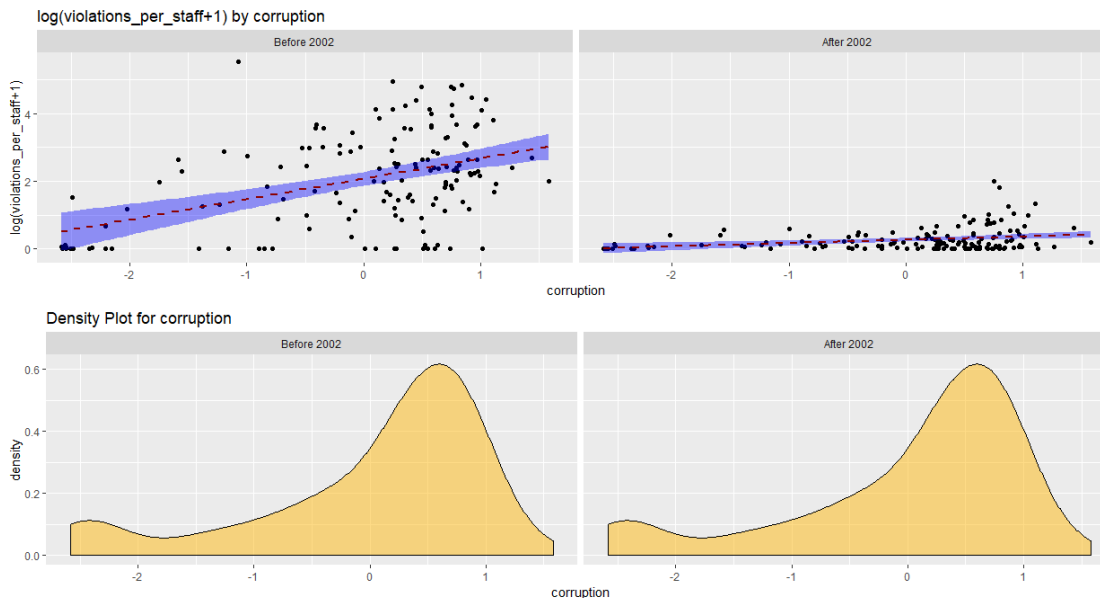 log(violations_per_staff+1) by corruption
Before 2002
After 2002
log(violations_per_staff+1)
4
2
0
-2
-1
0
1
-2
-1
0
1
corruption
Density Plot for corruption
Before 2002
After 2002
density
0.6
0.4
0.2
0.0
-2
-1
0
1
-2
-1
0
1
corruption